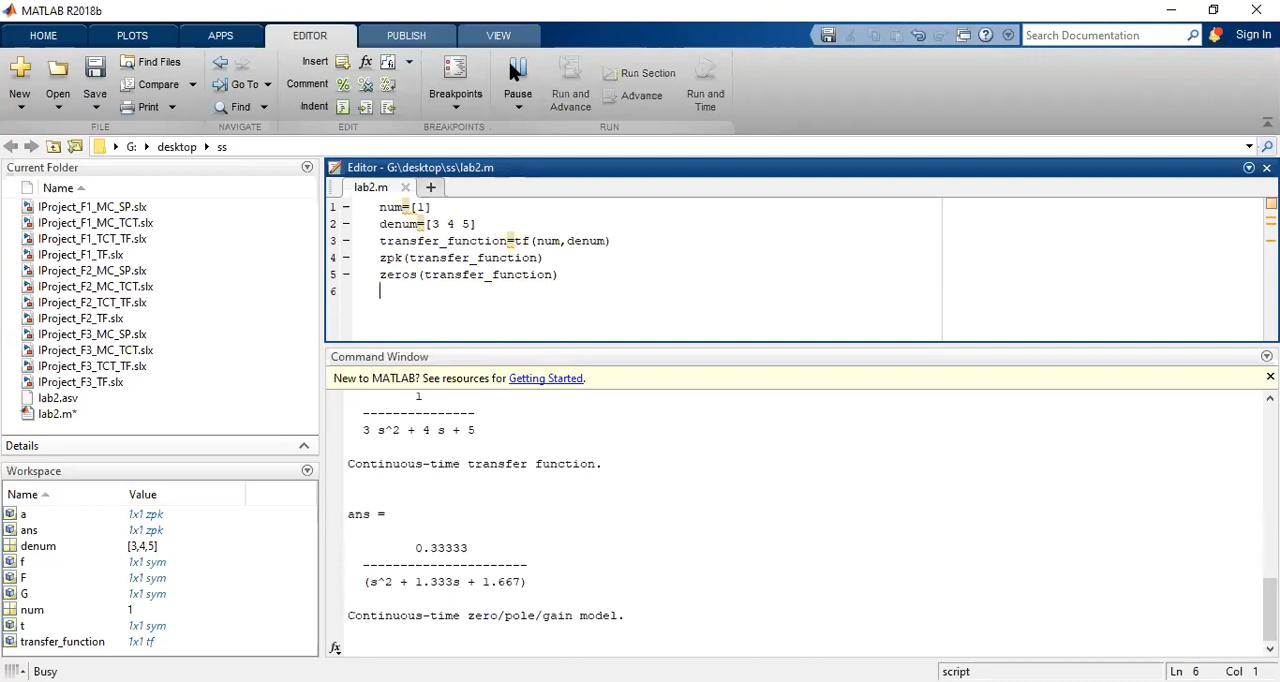 MATLAB R2018b
HOME PLOTS APPS EDITOR PUBLISH VIEW Search Documentation Sign In
New Open Save Find Files Compare Print
Go To Find
Insert fx Comment % Indent
Breakpoints Pause Run and Advance Run Section Advance Run and Time
FILE NAVIGATE EDIT BREAKPOINTS RUN
G: desktop ss
Current Folder
Name
IProject_F1_MC_SP.slx
IProject_F1_MC_TCT.slx
IProject_F1_TCT_TF.slx
IProject_F1_TF.slx
IProject_F2_MC_SP.slx
IProject_F2_MC_TCT.slx
IProject_F2_TCT_TF.slx
IProject_F2_TF.slx
IProject_F3_MC_SP.slx
IProject_F3_MC_TCT.slx
IProject_F3_TCT_TF.slx
IProject_F3_TF.slx
lab2.asv
lab2.m*
Details
Workspace
Name Value
a 1x1 zpk
ans 1x1 zpk
denum [3,4,5]
f 1x1 sym
F 1x1 sym
G 1x1 sym
num 1
t 1x1 sym
transfer_function 1x1 tf
Editor - G:\desktop\ss\lab2.m
lab2.m
1 – num=[1]
2 – denum=[3 4 5]
3 – transfer_function=tf(num,denum)
4 – zpk(transfer_function)
5 – zeros(transfer_function)
6
Command Window
New to MATLAB? See resources for Getting Started.
1
---------------
3 s^2 + 4 s + 5
Continuous-time transfer function.
ans =
0.33333
-----------------------
(s^2 + 1.333s + 1.667)
Continuous-time zero/pole/gain model.
fx
Busy script Ln 6 Col 1